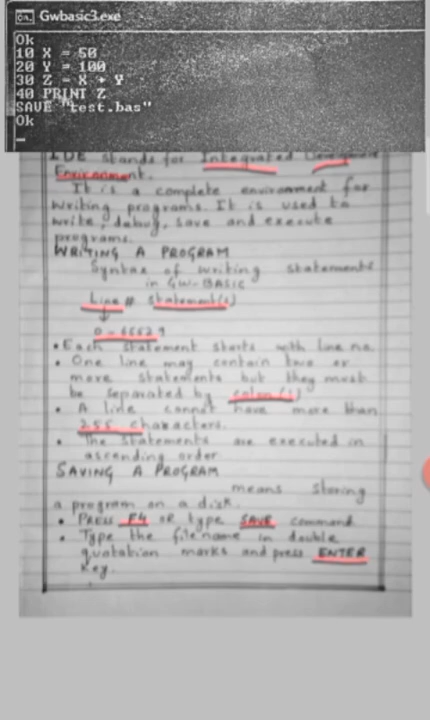 Gwbasic3.exe
Ok
10 X = 50
20 Y = 100
30 Z = X + Y
40 PRINT Z
SAVE "test.bas"
Ok
IDE stands for Integrated Development
Environment.
It is a complete environment for
writing programs. It is used to
write, debug, save and execute
programs.
WRITING A PROGRAM
Syntax of writing statements
in GW-BASIC
Line # Statement(s)
0 - 65529
• Each statement starts with line no.
• One line may contain two or
more statements but they must
be separated by colon (:)
• A line cannot have more than
255 characters.
• The statements are executed in
ascending order.
SAVING A PROGRAM
means storing
a program on a disk.
• PRESS F4 or type SAVE command
• Type the filename in double
quotation marks and press ENTER
key.